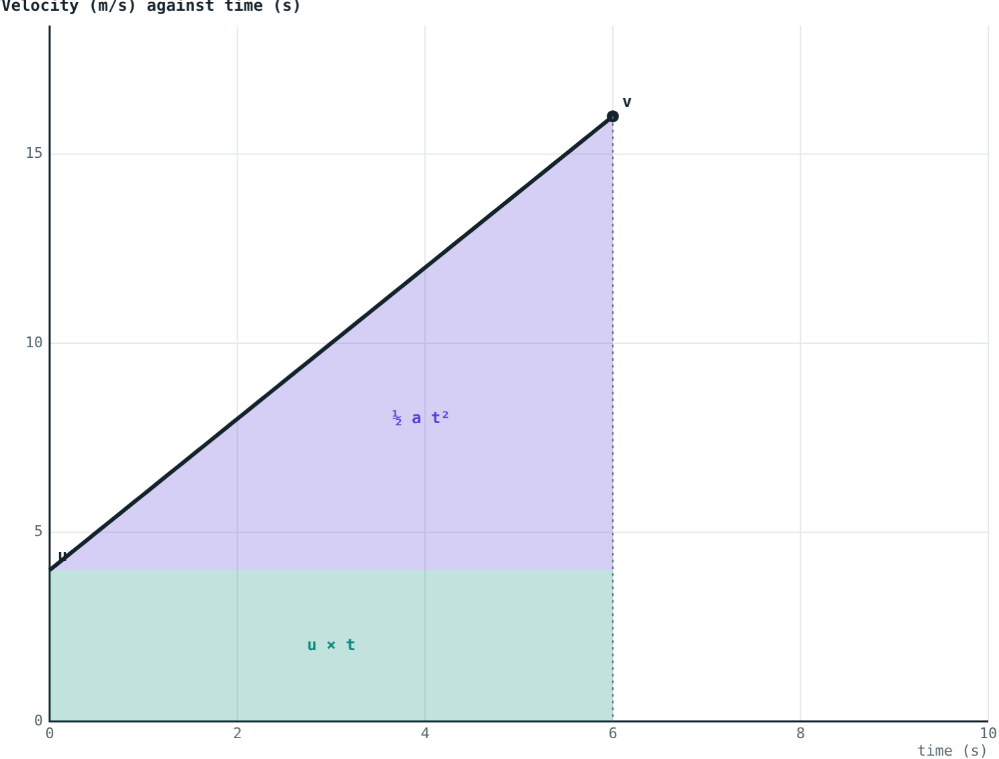 Velocity (m/s) against time (s)
v
15
10
½ a t²
5
u
u × t
0
0 2 4 6 8 10
time (s)